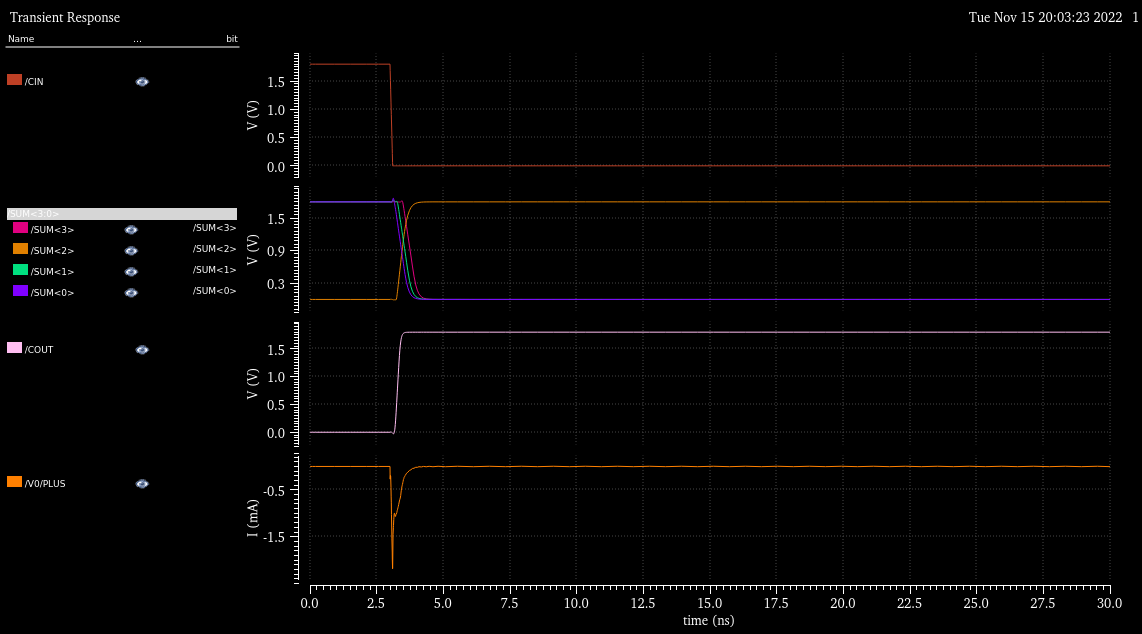 Transient Response
Tue Nov 15 20:03:23 2022 1
Name ... bit
/CIN
/SUM<3:0>
/SUM<3> /SUM<3>
/SUM<2> /SUM<2>
/SUM<1> /SUM<1>
/SUM<0> /SUM<0>
/COUT
/V0/PLUS
V (V)
1.5
1.0
0.5
0.0
V (V)
1.5
0.9
0.3
V (V)
1.5
1.0
0.5
0.0
I (mA)
-0.5
-1.5
0.0 2.5 5.0 7.5 10.0 12.5 15.0 17.5 20.0 22.5 25.0 27.5 30.0
time (ns)